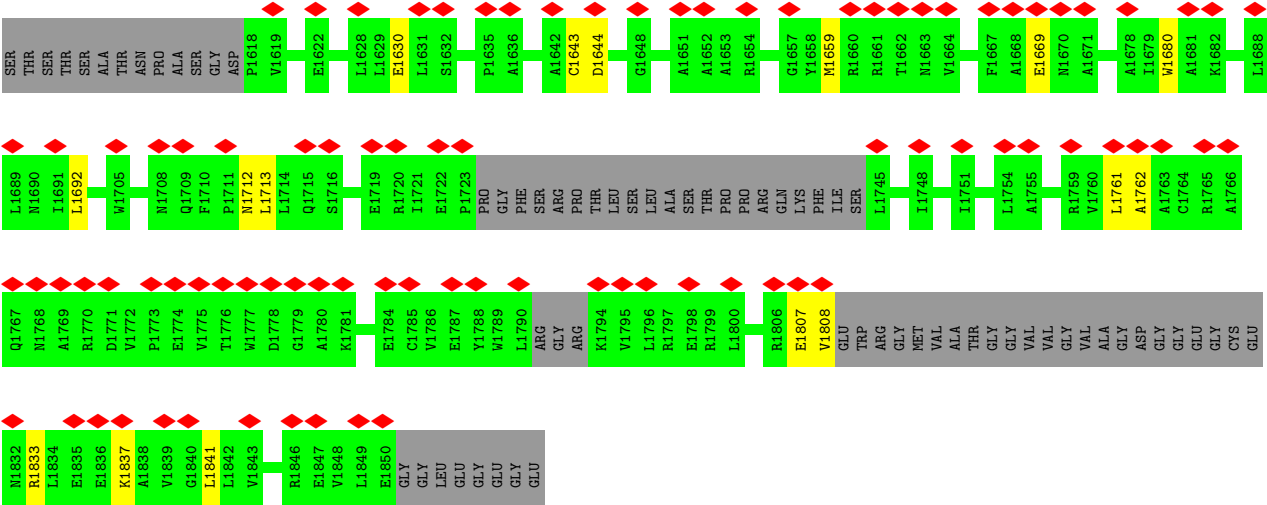 SER THR SER THR SER ALA THR ASN PRO ALA SER GLY ASP P1618 V1619 E1622 L1628 L1629 E1630 L1631 S1632 P1635 A1636 A1642 C1643 D1644 G1648 A1651 A1652 A1653 R1654 G1657 Y1658 M1659 R1660 R1661 T1662 N1663 V1664 F1667 A1668 E1669 N1670 A1671 A1678 I1679 W1680 A1681 K1682 L1688
L1689 N1690 I1691 L1692 W1705 N1708 Q1709 F1710 P1711 N1712 L1713 L1714 Q1715 S1716 E1719 R1720 I1721 E1722 P1723 PRO GLY PHE SER ARG PRO THR LEU SER LEU ALA SER THR PRO PRO ARG GLN LYS PHE ILE SER L1745 I1748 I1751 L1754 A1755 R1759 V1760 L1761 A1762 A1763 C1764 R1765 A1766
Q1767 N1768 A1769 R1770 D1771 V1772 P1773 E1774 V1775 T1776 W1777 D1778 G1779 A1780 K1781 E1784 C1785 V1786 E1787 Y1788 W1789 L1790 ARG GLY ARG K1794 V1795 L1796 R1797 E1798 R1799 L1800 R1806 E1807 V1808 GLU TRP ARG GLY MET VAL ALA THR GLY GLY VAL VAL GLY VAL ALA GLY ASP GLY GLY GLU GLY CYS GLU
N1832 R1833 L1834 E1835 E1836 K1837 A1838 V1839 G1840 L1841 L1842 V1843 R1846 E1847 V1848 L1849 E1850 GLY GLY LEU GLU GLY GLU GLY GLU